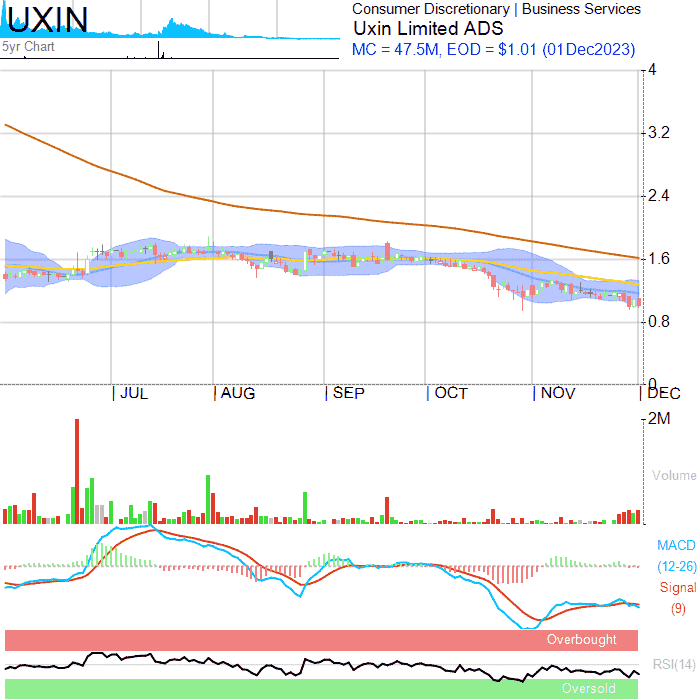 UXIN
5yr Chart
Consumer Discretionary | Business Services
Uxin Limited ADS
MC = 47.5M, EOD = $1.01 (01Dec2023)
4
3.2
2.4
1.6
0.8
0
JUL AUG SEP OCT NOV DEC
2M
Volume
MACD
(12-26)
Signal
(9)
Overbought
RSI(14)
Oversold